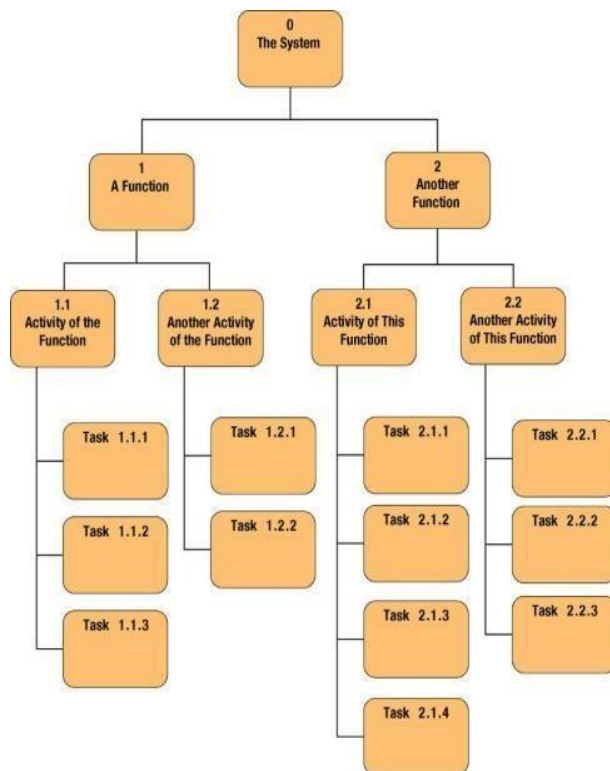 0
The System
1
A Function
2
Another
Function
1.1
Activity of the
Function
1.2
Another Activity
of the Function
2.1
Activity of This
Function
2.2
Another Activity
of This Function
Task 1.1.1
Task 1.1.2
Task 1.1.3
Task 1.2.1
Task 1.2.2
Task 2.1.1
Task 2.1.2
Task 2.1.3
Task 2.1.4
Task 2.2.1
Task 2.2.2
Task 2.2.3